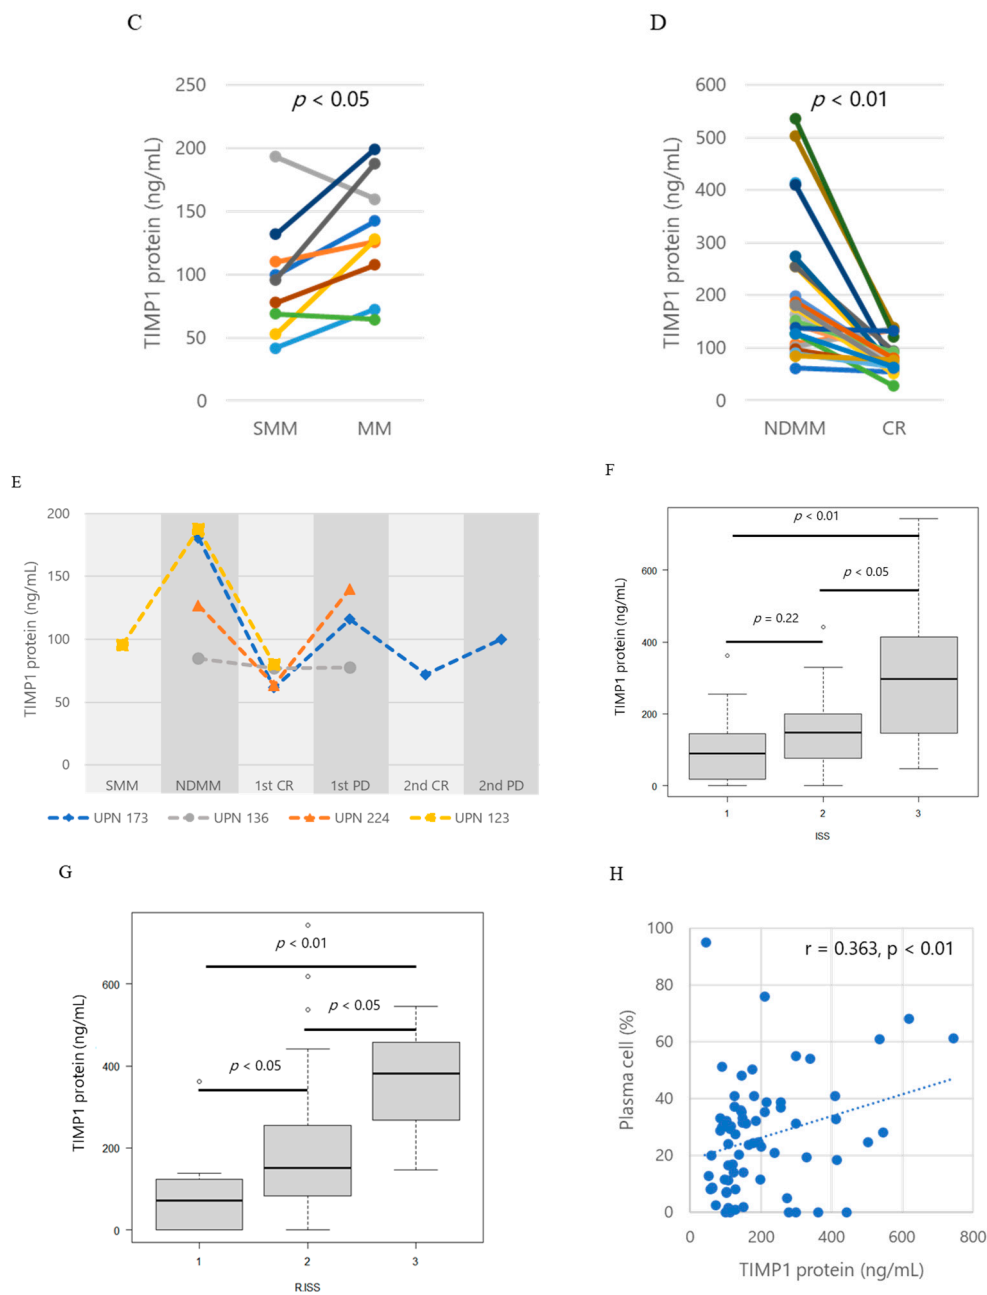 C
D
TIMP1 protein (ng/mL)
250
200
150
100
50
0
p < 0.05
SMM MM
TIMP1 protein (ng/mL)
600
500
400
300
200
100
0
p < 0.01
NDMM CR
E
TIMP1 protein (ng/mL)
200
150
100
50
0
SMM NDMM 1st CR 1st PD 2nd CR 2nd PD
UPN 173 UPN 136 UPN 224 UPN 123
F
TIMP1 protein (ng/mL)
600
400
200
0
p < 0.01
p < 0.05
p = 0.22
1 2 3
ISS
G
TIMP1 protein (ng/mL)
600
400
200
0
p < 0.01
p < 0.05
p < 0.05
1 2 3
R.ISS
H
Plasma cell (%)
100
80
60
40
20
0
r = 0.363, p < 0.01
0 200 400 600 800
TIMP1 protein (ng/mL)